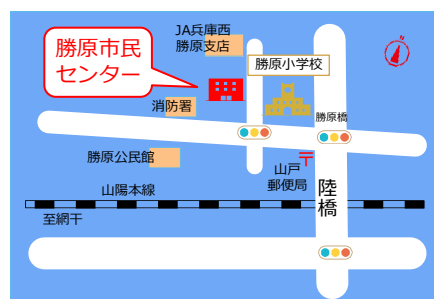 JA兵庫西
勝原支店
勝原市民
センター
勝原小学校
消防署
勝原橋
勝原公民館
山戸
郵便局
陸橋
山陽本線
至網干